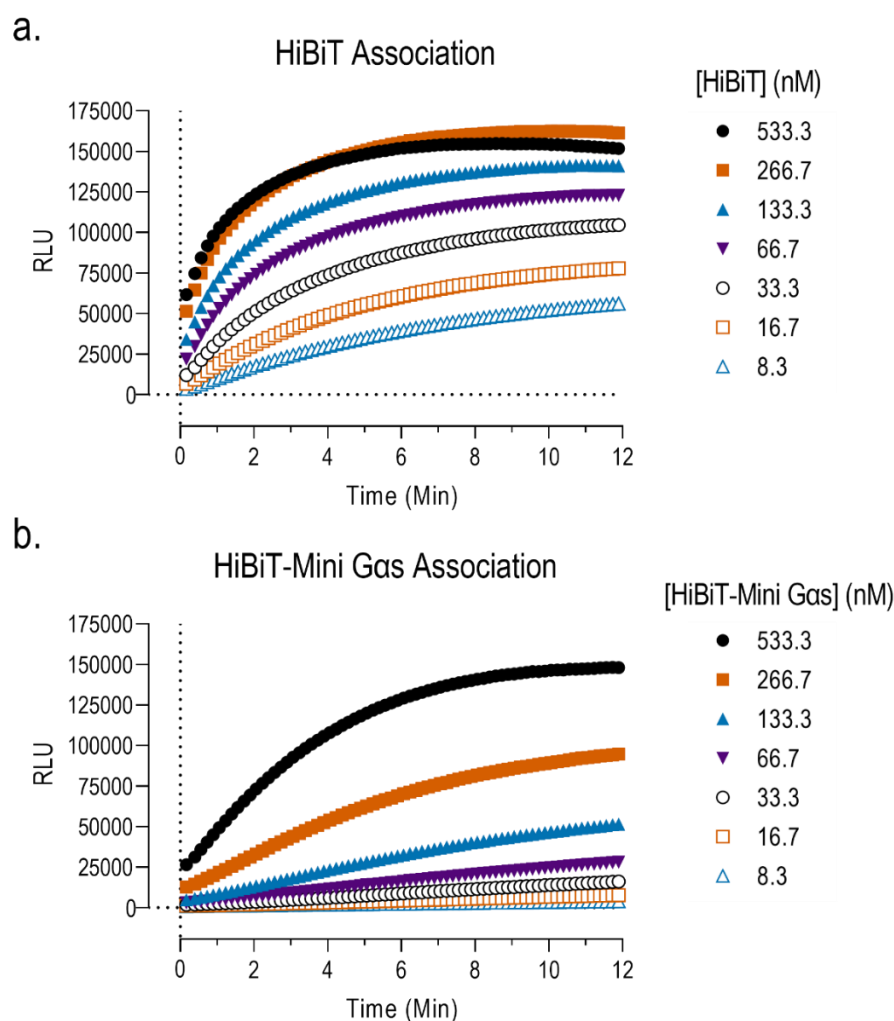 a.
HiBiT Association
[HiBiT] (nM)
175000
150000
125000
100000
75000
50000
25000
0
RLU
0 2 4 6 8 10 12
Time (Min)
533.3
266.7
133.3
66.7
33.3
16.7
8.3
b.
HiBiT-Mini Gαs Association
[HiBiT-Mini Gαs] (nM)
175000
150000
125000
100000
75000
50000
25000
0
RLU
0 2 4 6 8 10 12
Time (Min)
533.3
266.7
133.3
66.7
33.3
16.7
8.3